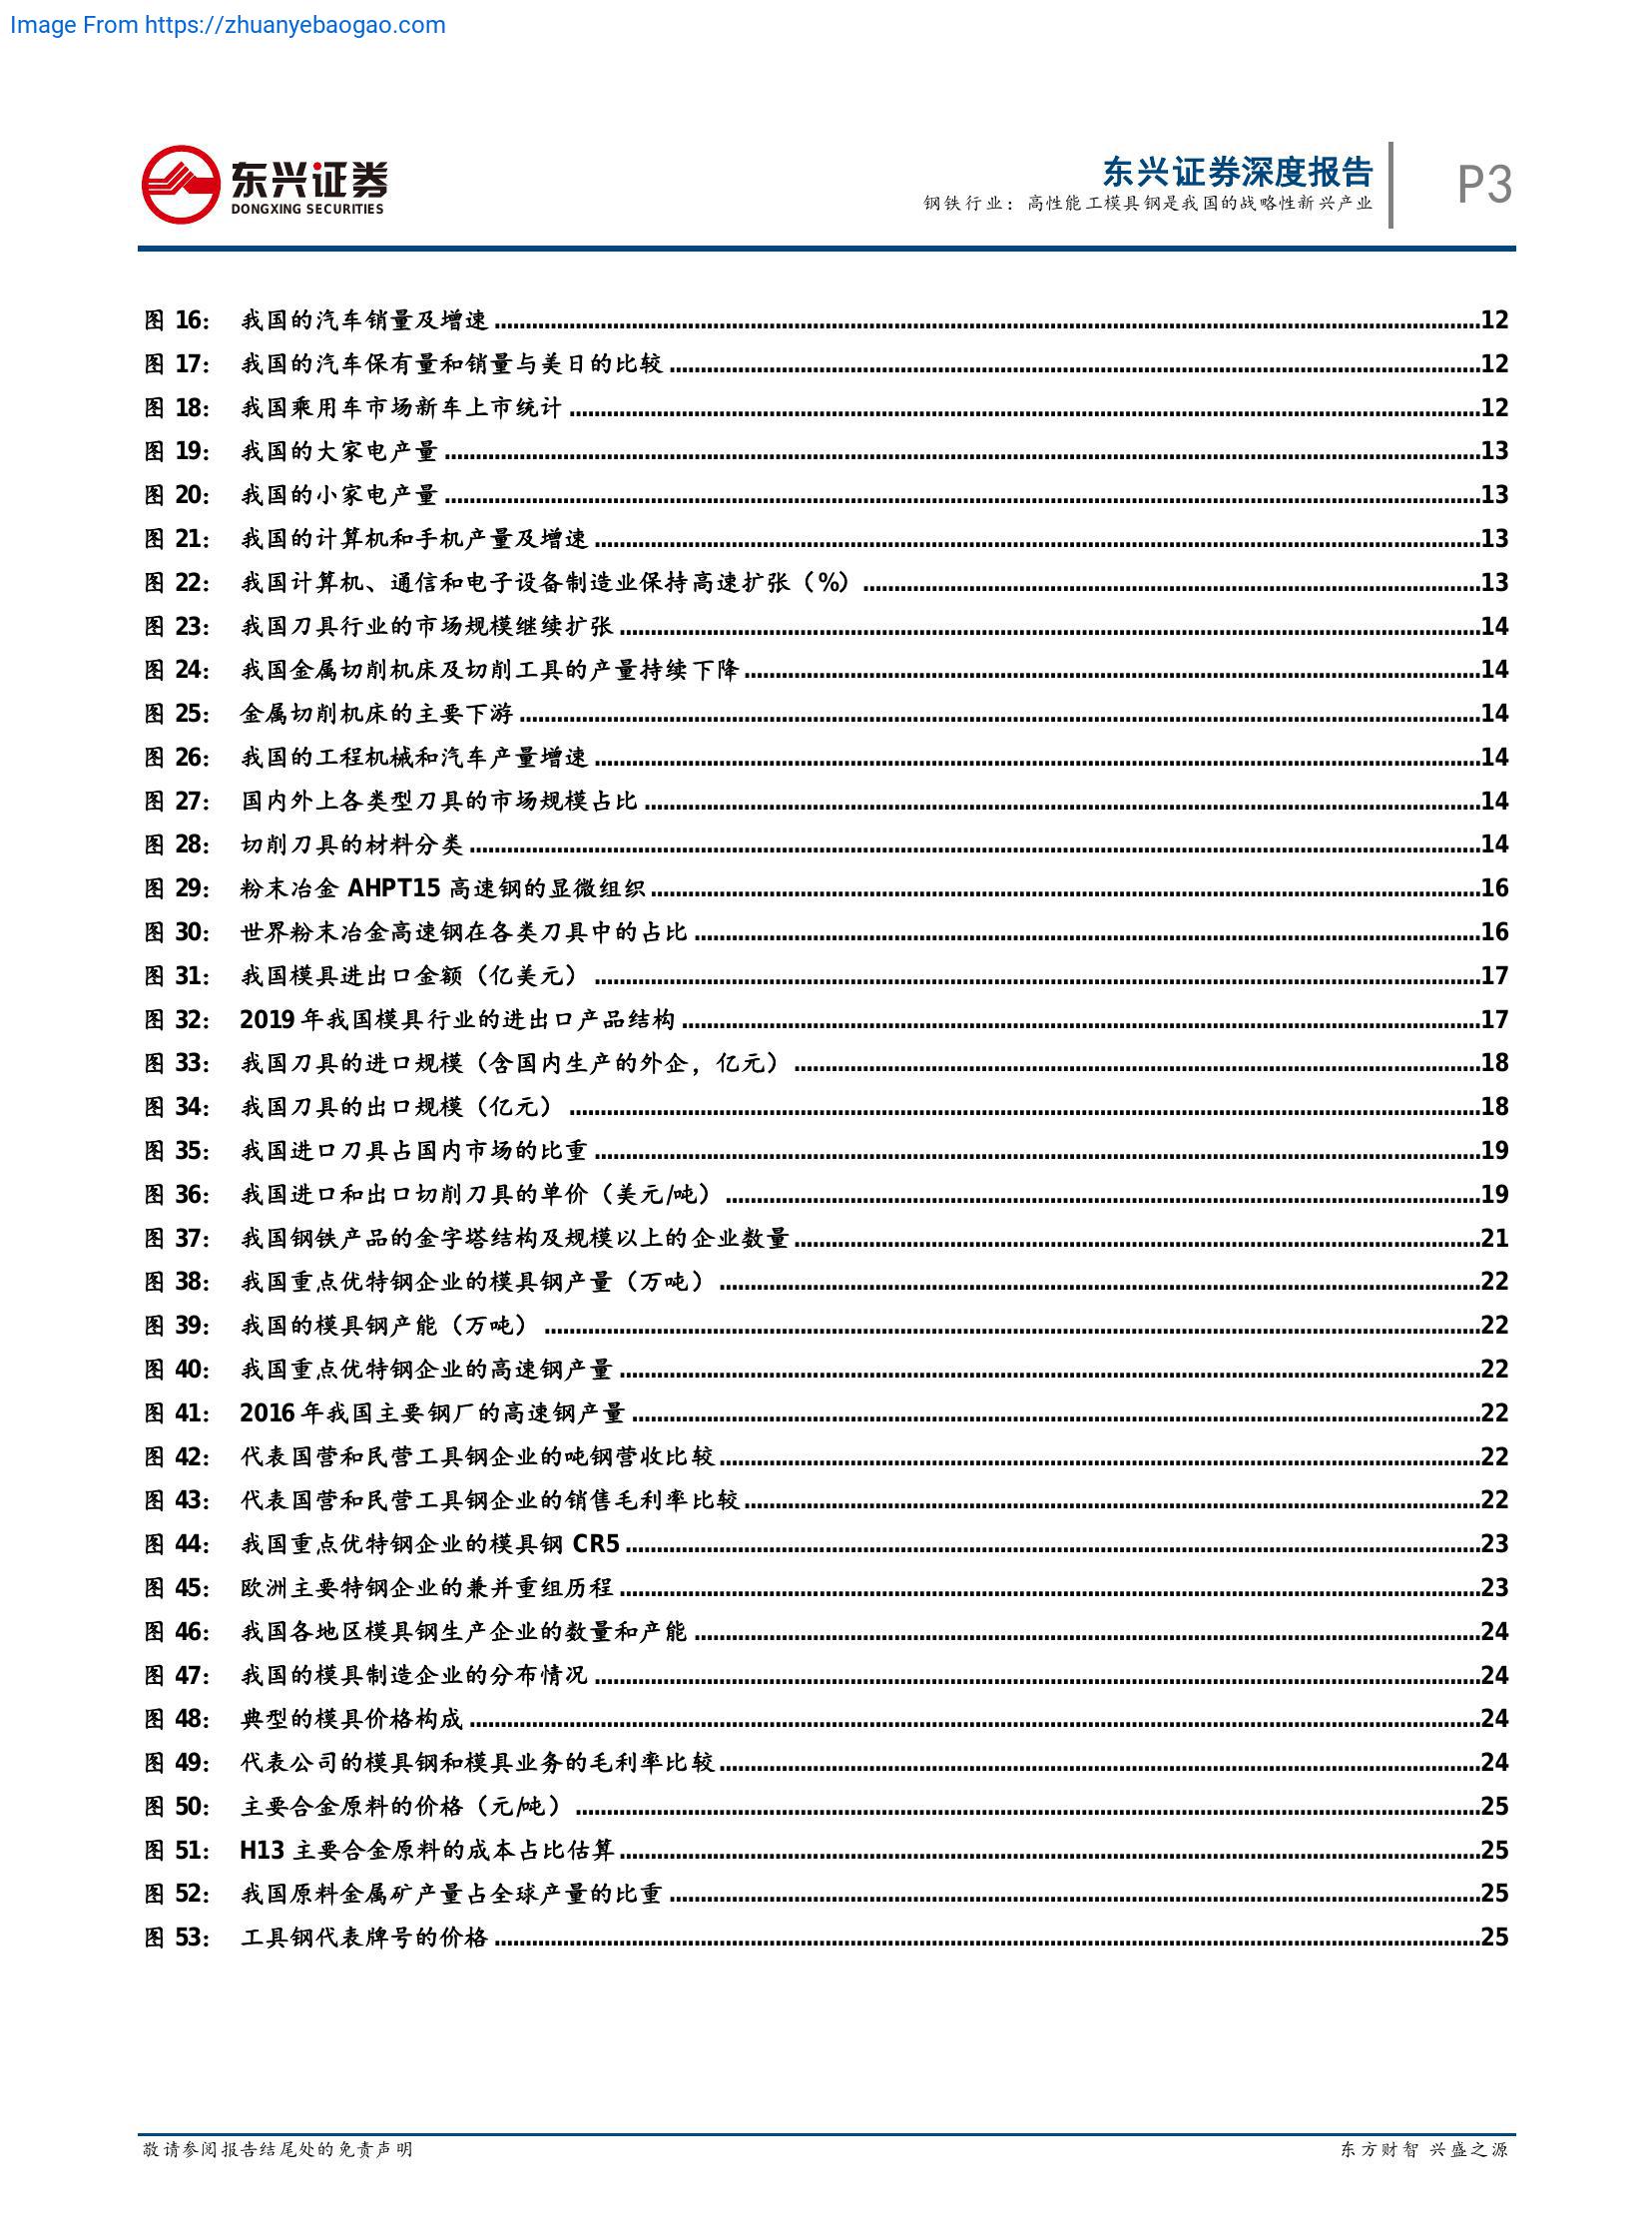 Image From https://zhuanyebaogao.com
东兴证券
DONGXING SECURITIES
东兴证券深度报告
钢铁行业：高性能工模具钢是我国的战略性新兴产业
P3
图 16： 我国的汽车销量及增速 ........ 12
图 17： 我国的汽车保有量和销量与美日的比较 ........ 12
图 18： 我国乘用车市场新车上市统计 ........ 12
图 19： 我国的大家电产量 ........ 13
图 20： 我国的小家电产量 ........ 13
图 21： 我国的计算机和手机产量及增速 ........ 13
图 22： 我国计算机、通信和电子设备制造业保持高速扩张（%） ........ 13
图 23： 我国刀具行业的市场规模继续扩张 ........ 14
图 24： 我国金属切削机床及切削工具的产量持续下降 ........ 14
图 25： 金属切削机床的主要下游 ........ 14
图 26： 我国的工程机械和汽车产量增速 ........ 14
图 27： 国内外上各类型刀具的市场规模占比 ........ 14
图 28： 切削刀具的材料分类 ........ 14
图 29： 粉末冶金 AHPT15 高速钢的显微组织 ........ 16
图 30： 世界粉末冶金高速钢在各类刀具中的占比 ........ 16
图 31： 我国模具进出口金额（亿美元） ........ 17
图 32： 2019 年我国模具行业的进出口产品结构 ........ 17
图 33： 我国刀具的进口规模（含国内生产的外企，亿元） ........ 18
图 34： 我国刀具的出口规模（亿元） ........ 18
图 35： 我国进口刀具占国内市场的比重 ........ 19
图 36： 我国进口和出口切削刀具的单价（美元/吨） ........ 19
图 37： 我国钢铁产品的金字塔结构及规模以上的企业数量 ........ 21
图 38： 我国重点优特钢企业的模具钢产量（万吨） ........ 22
图 39： 我国的模具钢产能（万吨） ........ 22
图 40： 我国重点优特钢企业的高速钢产量 ........ 22
图 41： 2016 年我国主要钢厂的高速钢产量 ........ 22
图 42： 代表国营和民营工具钢企业的吨钢营收比较 ........ 22
图 43： 代表国营和民营工具钢企业的销售毛利率比较 ........ 22
图 44： 我国重点优特钢企业的模具钢 CR5 ........ 23
图 45： 欧洲主要特钢企业的兼并重组历程 ........ 23
图 46： 我国各地区模具钢生产企业的数量和产能 ........ 24
图 47： 我国的模具制造企业的分布情况 ........ 24
图 48： 典型的模具价格构成 ........ 24
图 49： 代表公司的模具钢和模具业务的毛利率比较 ........ 24
图 50： 主要合金原料的价格（元/吨） ........ 25
图 51： H13 主要合金原料的成本占比估算 ........ 25
图 52： 我国原料金属矿产量占全球产量的比重 ........ 25
图 53： 工具钢代表牌号的价格 ........ 25
敬请参阅报告结尾处的免责声明
东方财智 兴盛之源